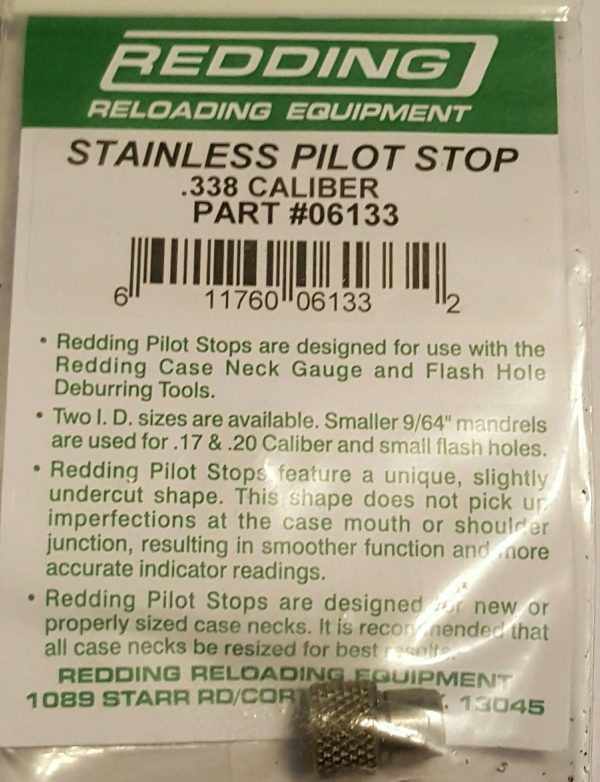 REDDING
RELOADING EQUIPMENT
STAINLESS PILOT STOP
.338 CALIBER
PART #06133
6 11760 06133 2
• Redding Pilot Stops are designed for use with the
Redding Case Neck Gauge and Flash Hole
Deburring Tools.
• Two I. D. sizes are available. Smaller 9/64" mandrels
are used for .17 & .20 Caliber and small flash holes.
• Redding Pilot Stops feature a unique, slightly
undercut shape. This shape does not pick up
imperfections at the case mouth or shoulder
junction, resulting in smoother function and more
accurate indicator readings.
• Redding Pilot Stops are designed for new or
properly sized case necks. It is recommended that
all case necks be resized for best results.
REDDING RELOADING EQUIPMENT
1089 STARR RD/COR 13045